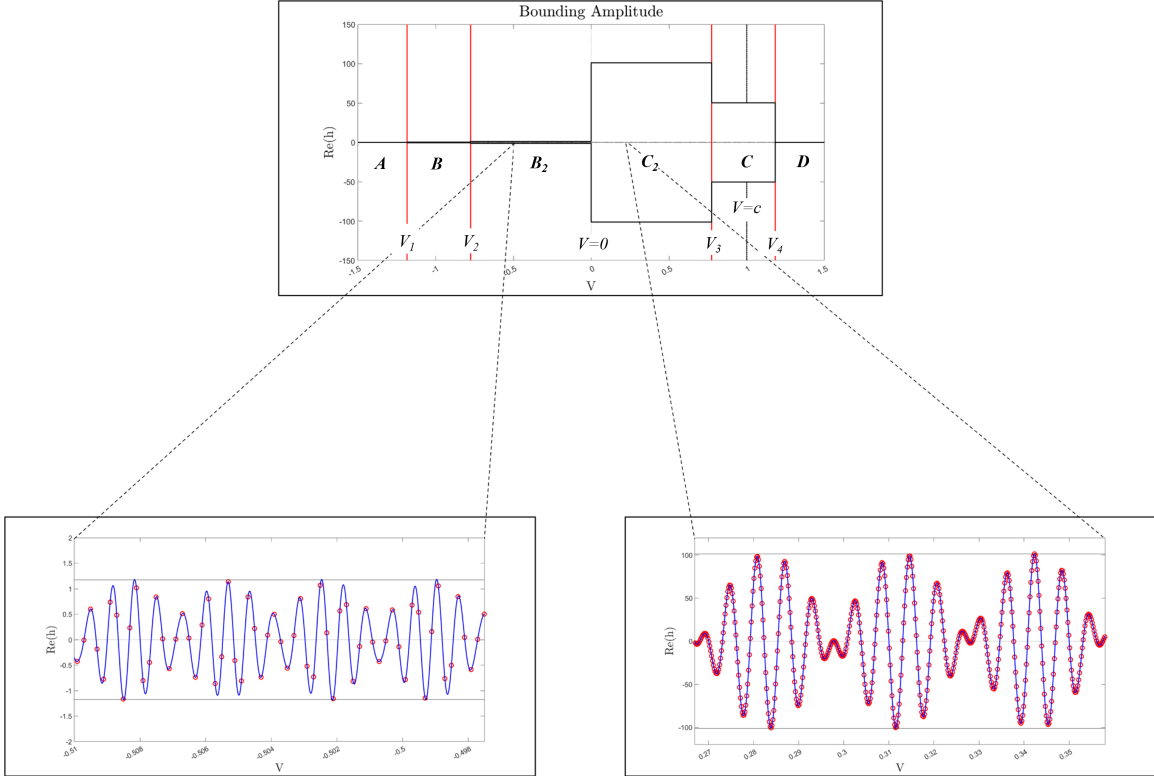 Bounding Amplitude
150
100
50
0
-50
-100
-150
Re(h)
A
B
B2
C2
C
D
V=c
V1
V2
V=0
V3
V4
-1.5
-1
-0.5
0
0.5
1
1.5
V
2
1.5
1
0.5
0
-0.5
-1
-1.5
-2
Re(h)
-0.51
-0.508
-0.506
-0.504
-0.502
-0.5
-0.498
V
100
50
0
-50
-100
Re(h)
0.27
0.28
0.29
0.3
0.31
0.32
0.33
0.34
0.35
V